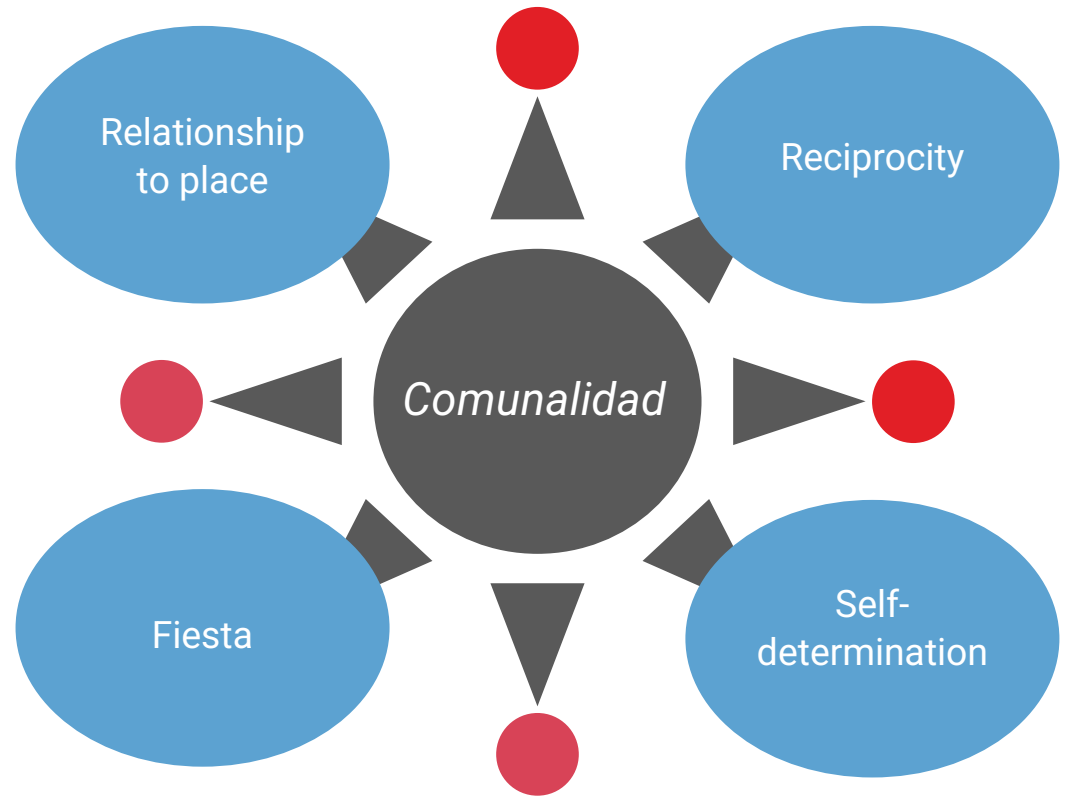 Relationship
to place
Reciprocity
Comunalidad
Fiesta
Self-
determination